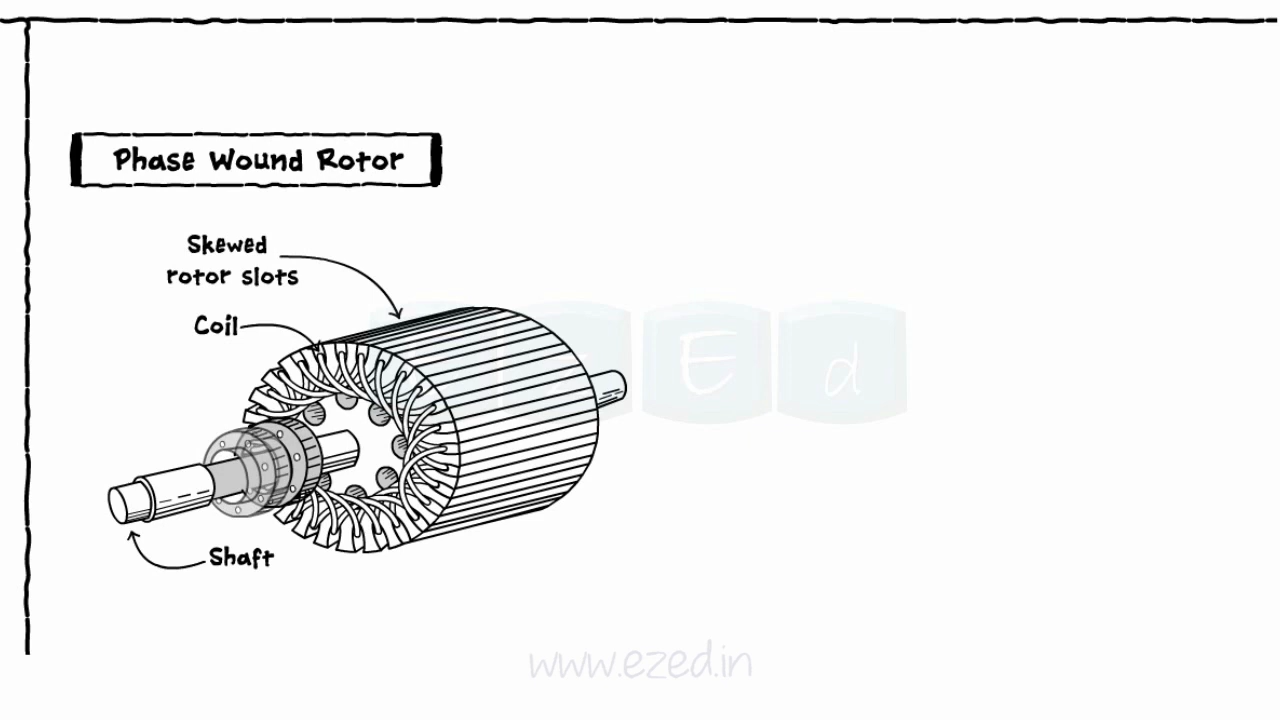 Phase Wound Rotor
Skewed
rotor slots
Coil
Shaft
E d
www.ezed.in